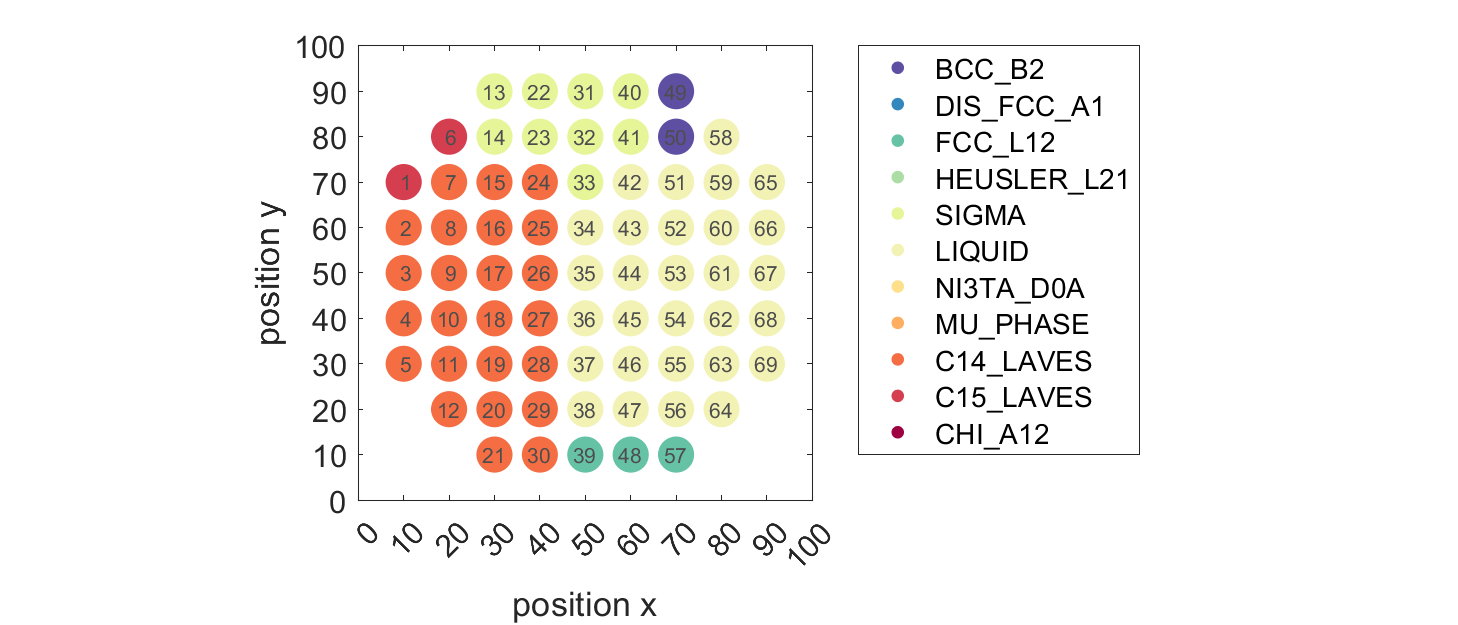 100
90
80
70
60
50
40
30
20
10
0
position y
13 22 31 40 49
6 14 23 32 41 50 58
1 7 15 24 33 42 51 59 65
2 8 16 25 34 43 52 60 66
3 9 17 26 35 44 53 61 67
4 10 18 27 36 45 54 62 68
5 11 19 28 37 46 55 63 69
12 20 29 38 47 56 64
21 30 39 48 57
0 10 20 30 40 50 60 70 80 90 100
position x
BCC_B2
DIS_FCC_A1
FCC_L12
HEUSLER_L21
SIGMA
LIQUID
NI3TA_D0A
MU_PHASE
C14_LAVES
C15_LAVES
CHI_A12